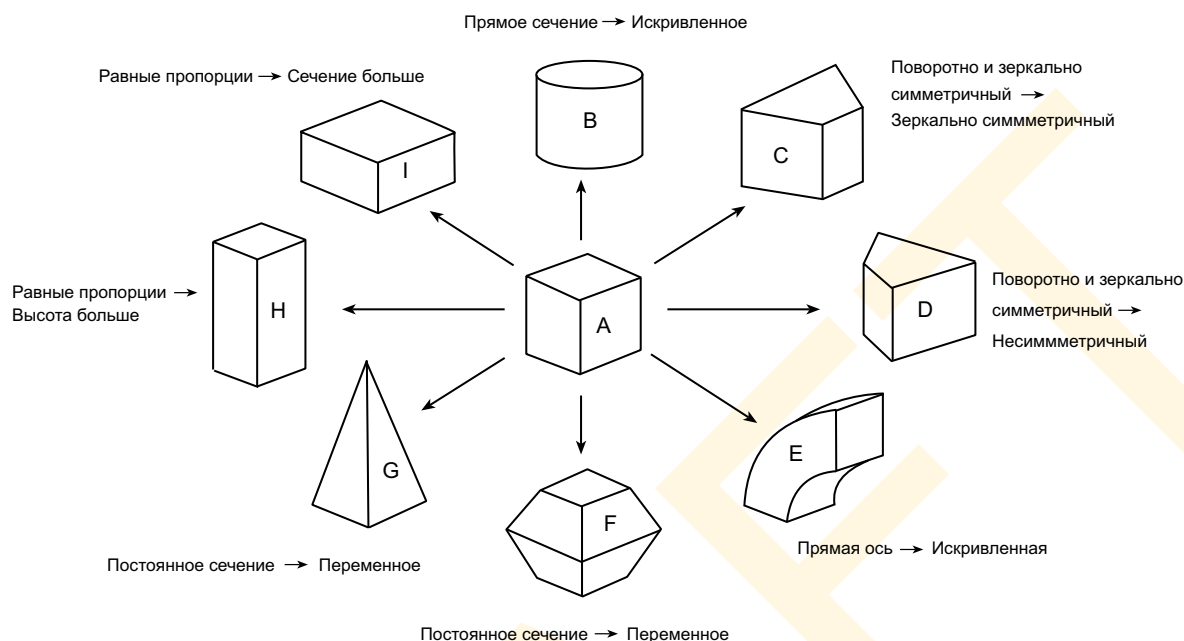 Прямое сечение → Искривленное
Равные пропорции → Сечение больше
Поворотно и зеркально
симметричный →
Зеркально симмметричный
B
C
I
H
A
D
Равные пропорции →
Высота больше
Поворотно и зеркально
симметричный →
Несимммметричный
G
F
E
Прямая ось → Искривленная
Постоянное сечение → Переменное
Постоянное сечение → Переменное